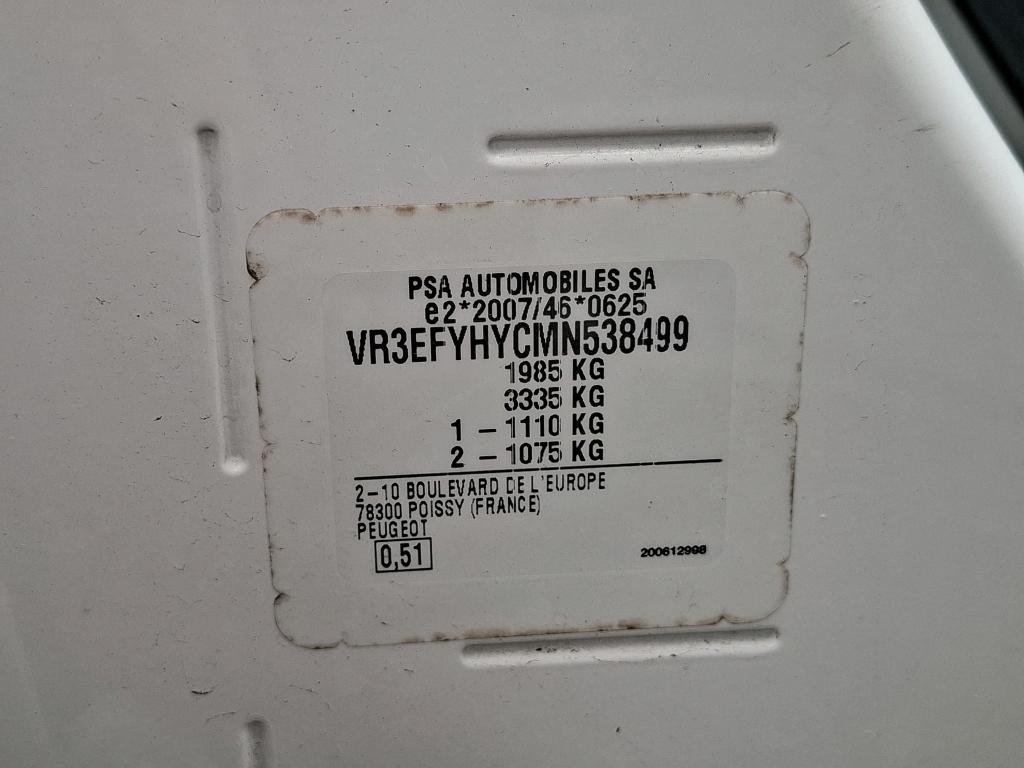 PSA AUTOMOBILES SA
e2*2007/46*0625
VR3EFYHYCMN538499
1985 KG
3335 KG
1 – 1110 KG
2 – 1075 KG
2–10 BOULEVARD DE L'EUROPE
78300 POISSY (FRANCE)
PEUGEOT
0,51
200612998